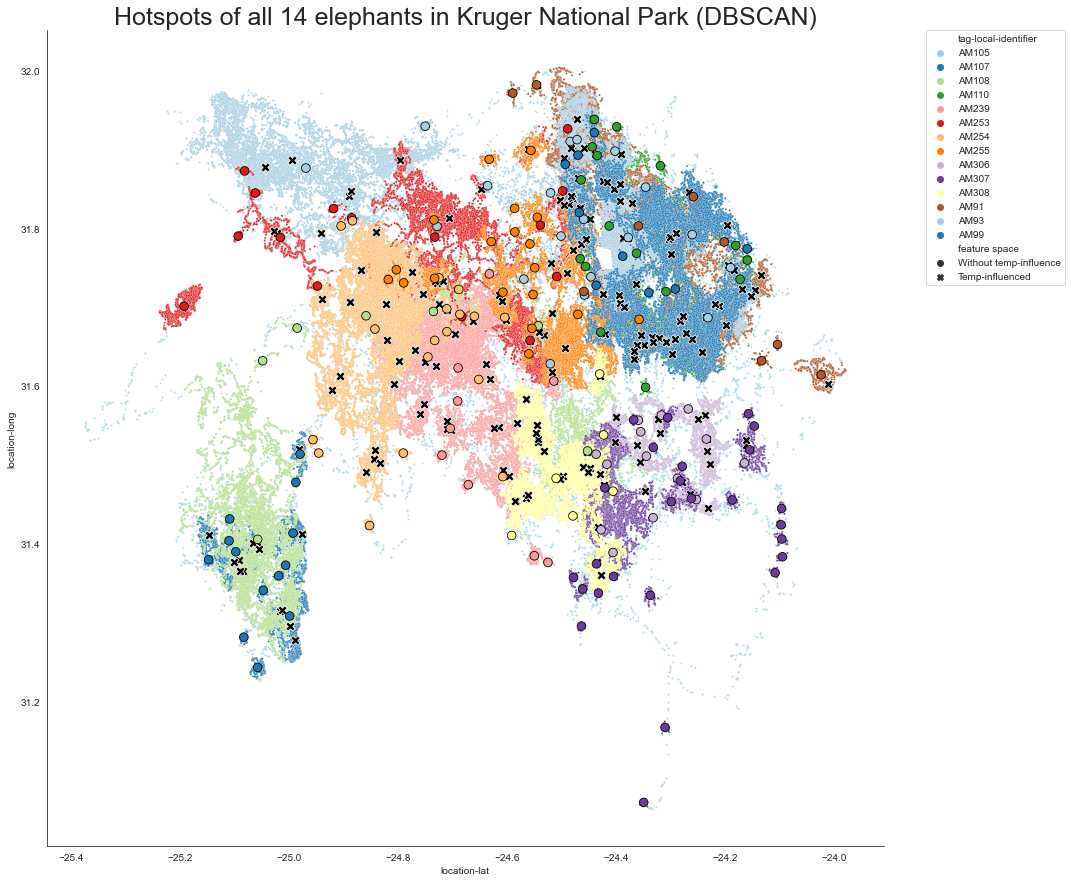 Hotspots of all 14 elephants in Kruger National Park (DBSCAN)
tag-local-identifier
AM105
AM107
AM108
AM110
AM239
AM253
AM254
AM255
AM306
AM307
AM308
AM91
AM93
AM99
feature space
Without temp-influence
Temp-influenced
location-long
32.0
31.8
31.6
31.4
31.2
−25.4 −25.2 −25.0 −24.8 −24.6 −24.4 −24.2 −24.0
location-lat